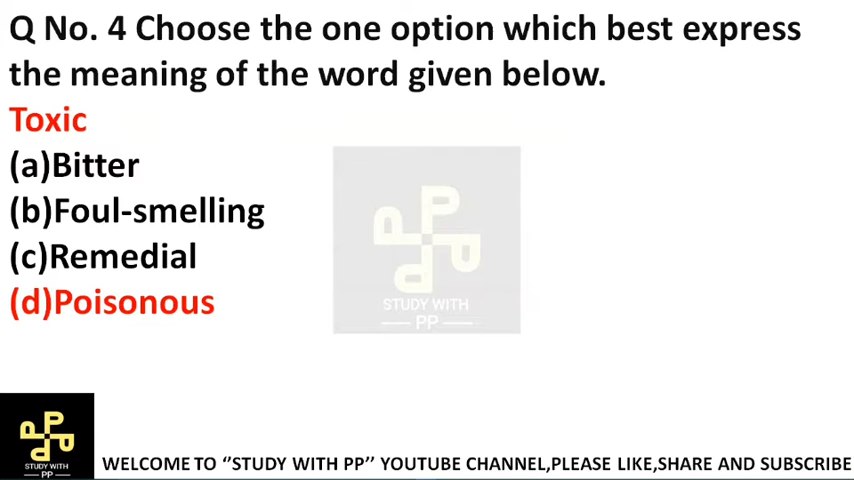 Q No. 4 Choose the one option which best express
the meaning of the word given below.
Toxic
(a)Bitter
(b)Foul-smelling
(c)Remedial
(d)Poisonous
STUDY WITH
PP
STUDY WITH
PP
WELCOME TO ‘’STUDY WITH PP’’ YOUTUBE CHANNEL,PLEASE LIKE,SHARE AND SUBSCRIBE